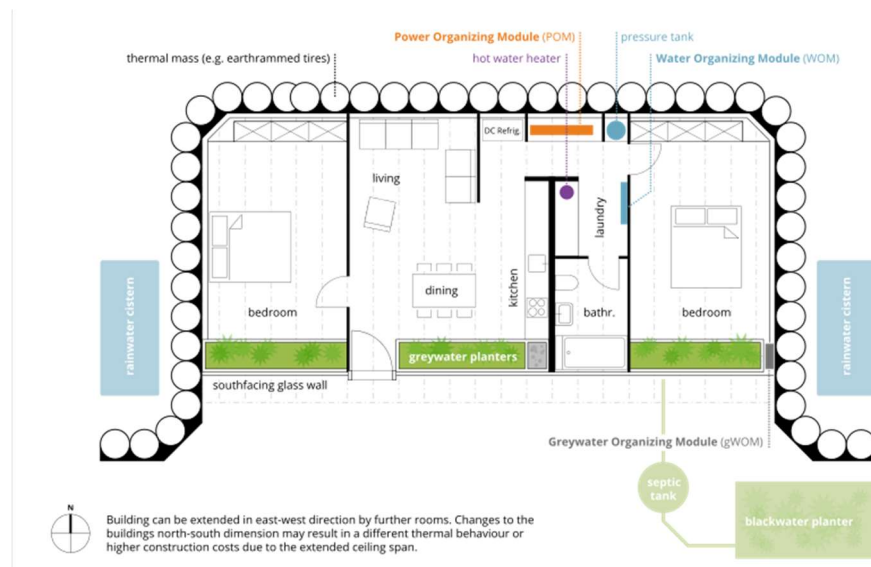 Power Organizing Module (POM)
pressure tank
thermal mass (e.g. earthrammed tires)
hot water heater
Water Organizing Module (WOM)
DC Refrig.
living
laundry
rainwater cistern
dining
kitchen
bedroom
bathr.
bedroom
rainwater cistern
greywater planters
southfacing glass wall
Greywater Organizing Module (gWOM)
septic
tank
N
Building can be extended in east-west direction by further rooms. Changes to the
buildings north-south dimension may result in a different thermal behaviour or
higher construction costs due to the extended ceiling span.
blackwater planter